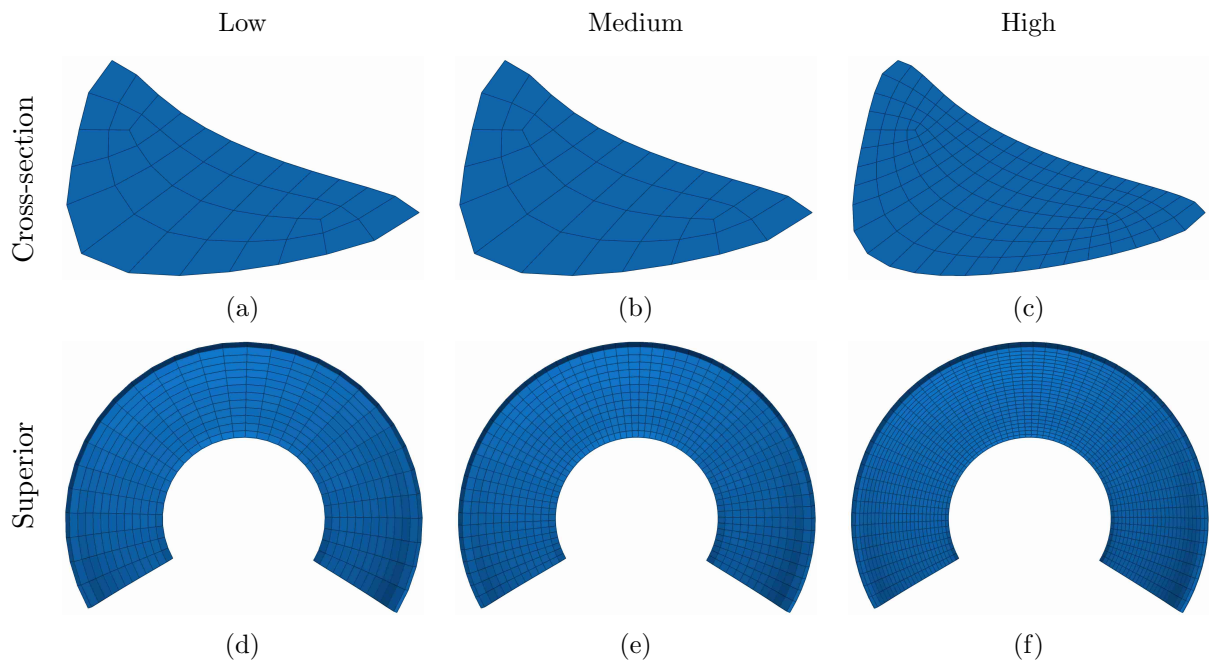 Low
Medium
High
Cross-section
(a)
(b)
(c)
Superior
(d)
(e)
(f)